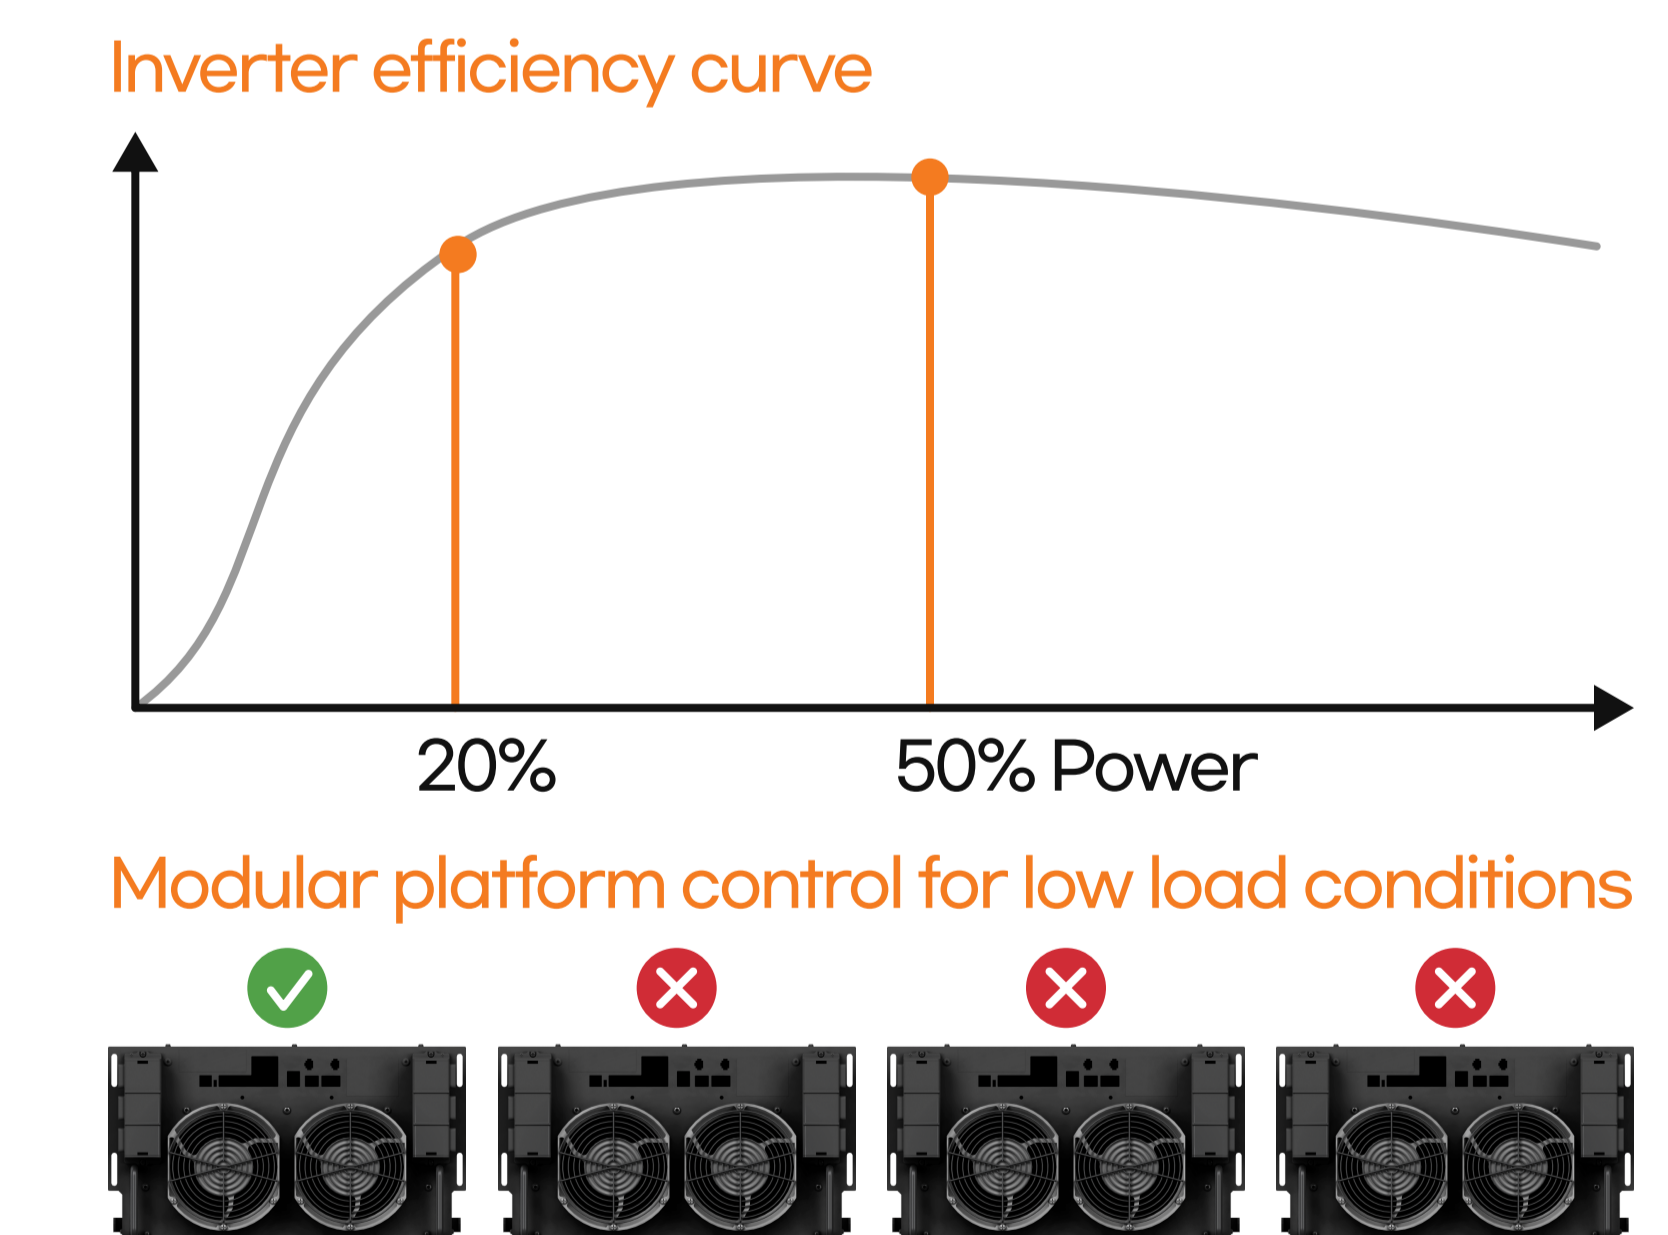 Inverter efficiency curve
20%
50% Power
Modular platform control for low load conditions